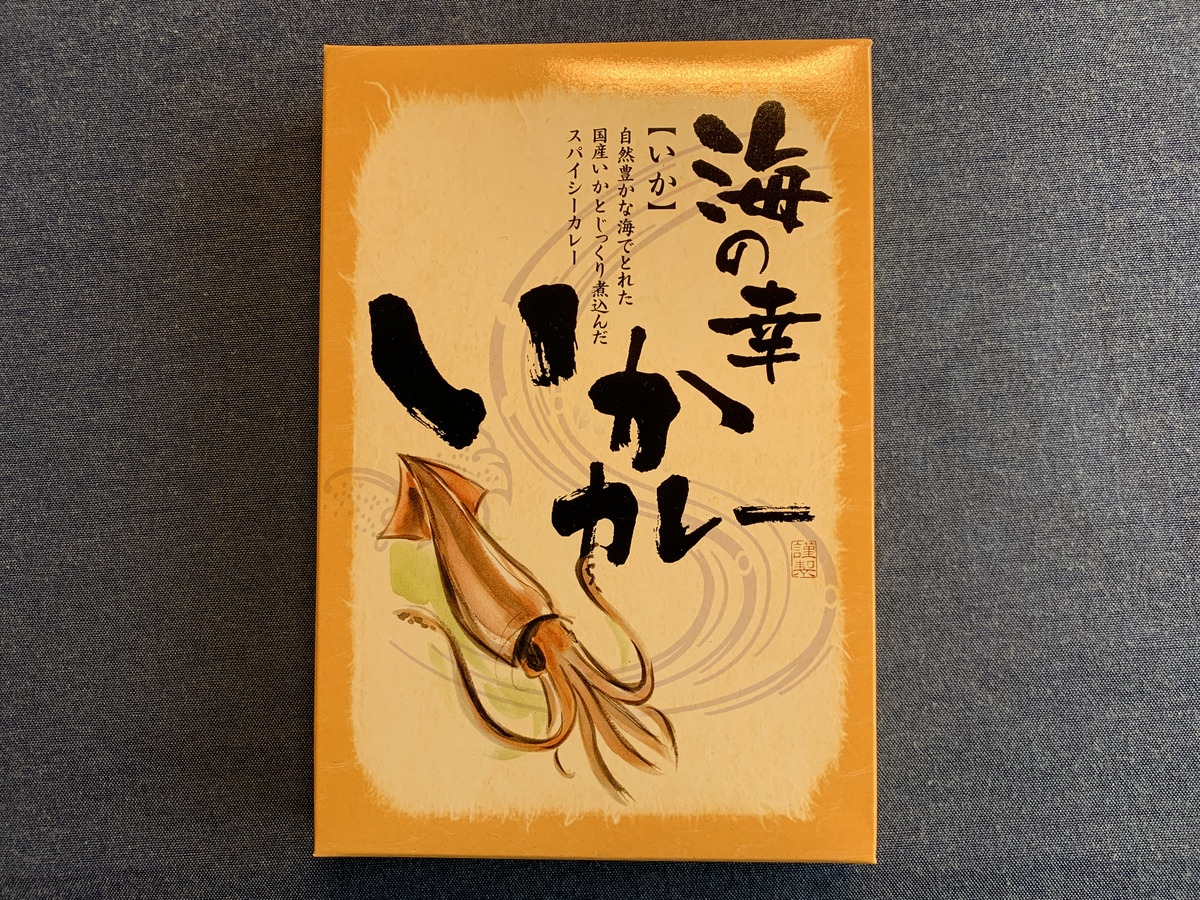 海の幸
【いか】
自然豊かな海でとれた
国産いかとじっくり煮込んだ
スパイシーカレー
いか
カレー
謹製